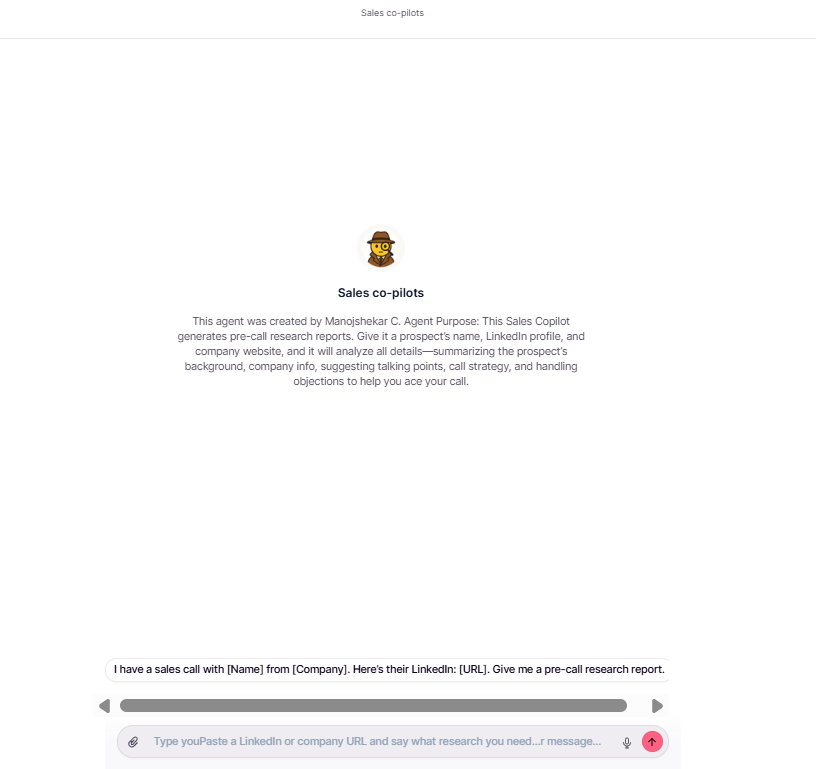 Sales co-pilots
Sales co-pilots
This agent was created by Manojshekar C. Agent Purpose: This Sales Copilot
generates pre-call research reports. Give it a prospect's name, LinkedIn profile, and
company website, and it will analyze all details—summarizing the prospect's
background, company info, suggesting talking points, call strategy, and handling
objections to help you ace your call.
I have a sales call with [Name] from [Company]. Here's their LinkedIn: [URL]. Give me a pre-call research report.
Type youPaste a LinkedIn or company URL and say what research you need...r message...